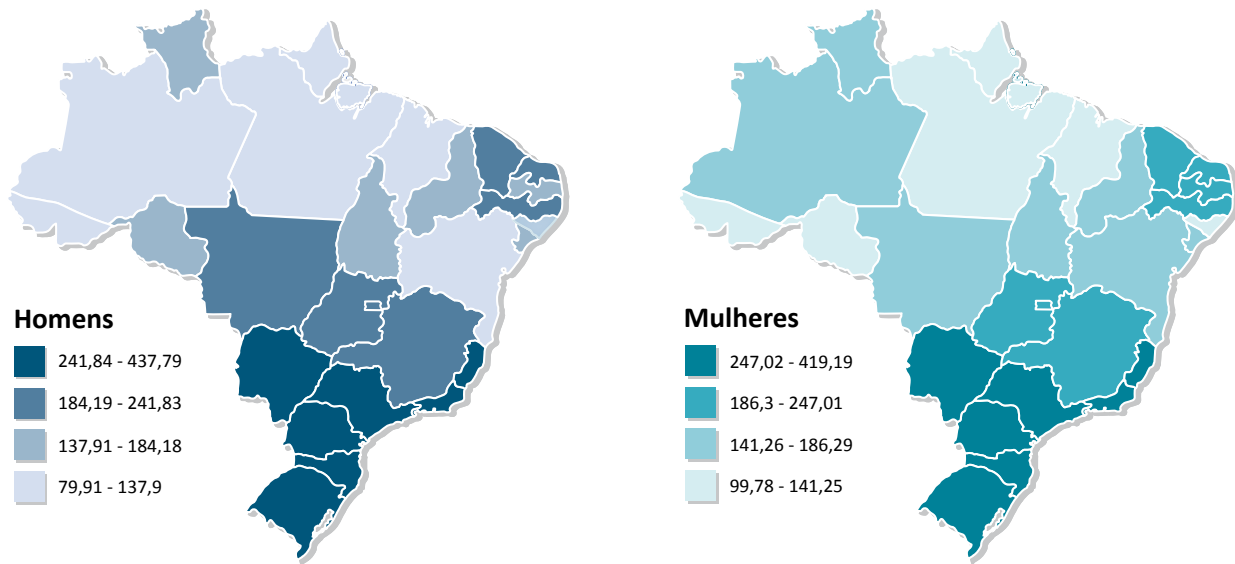 Homens
241,84 - 437,79
184,19 - 241,83
137,91 - 184,18
79,91 - 137,9
Mulheres
247,02 - 419,19
186,3 - 247,01
141,26 - 186,29
99,78 - 141,25